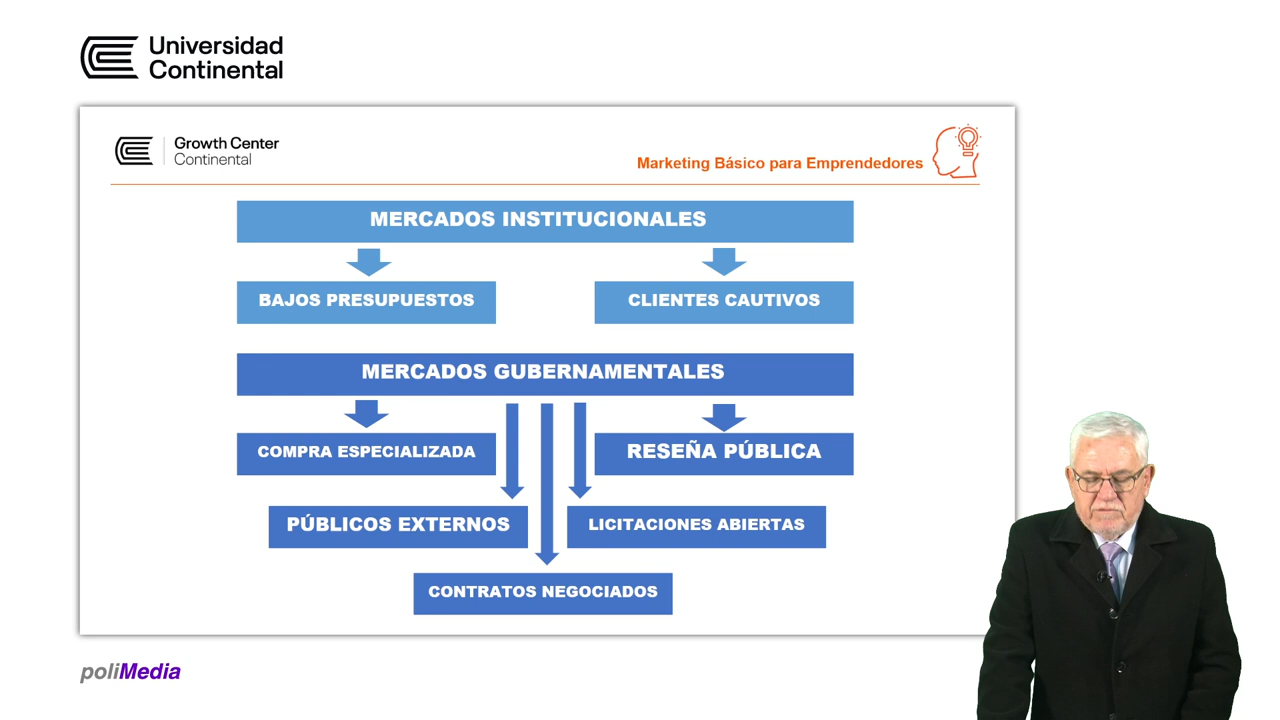 Universidad
Continental
Growth Center
Continental
Marketing Básico para Emprendedores
MERCADOS INSTITUCIONALES
BAJOS PRESUPUESTOS
CLIENTES CAUTIVOS
MERCADOS GUBERNAMENTALES
COMPRA ESPECIALIZADA
RESEÑA PÚBLICA
PÚBLICOS EXTERNOS
LICITACIONES ABIERTAS
CONTRATOS NEGOCIADOS
poliMedia